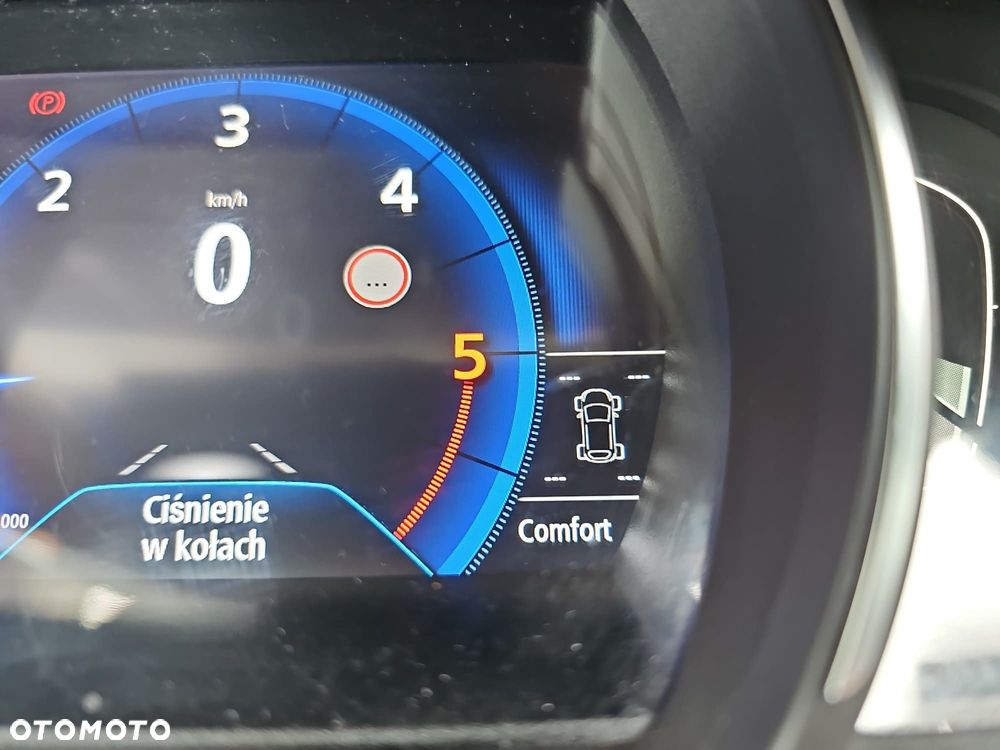 P
3
2
4
km/h
0
...
5
--- ---
--- ---
000
Ciśnienie
w kołach
Comfort
OTOMOTO